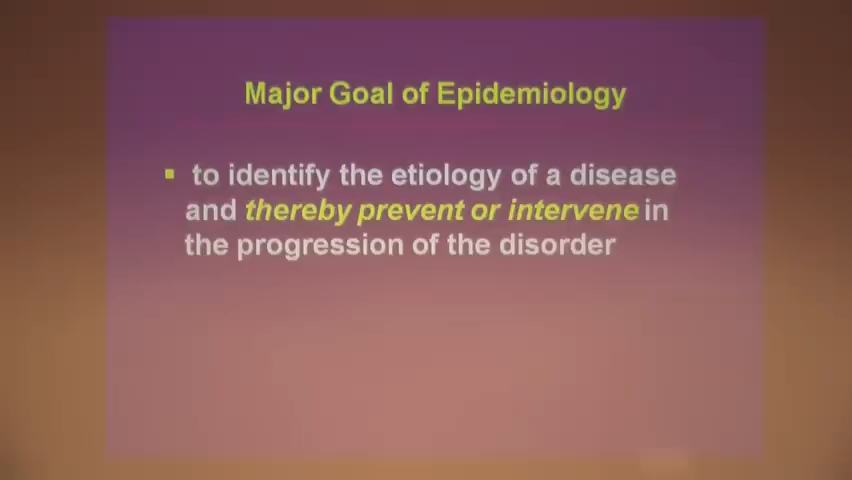 Major Goal of Epidemiology
▪ to identify the etiology of a disease
and thereby prevent or intervene in
the progression of the disorder